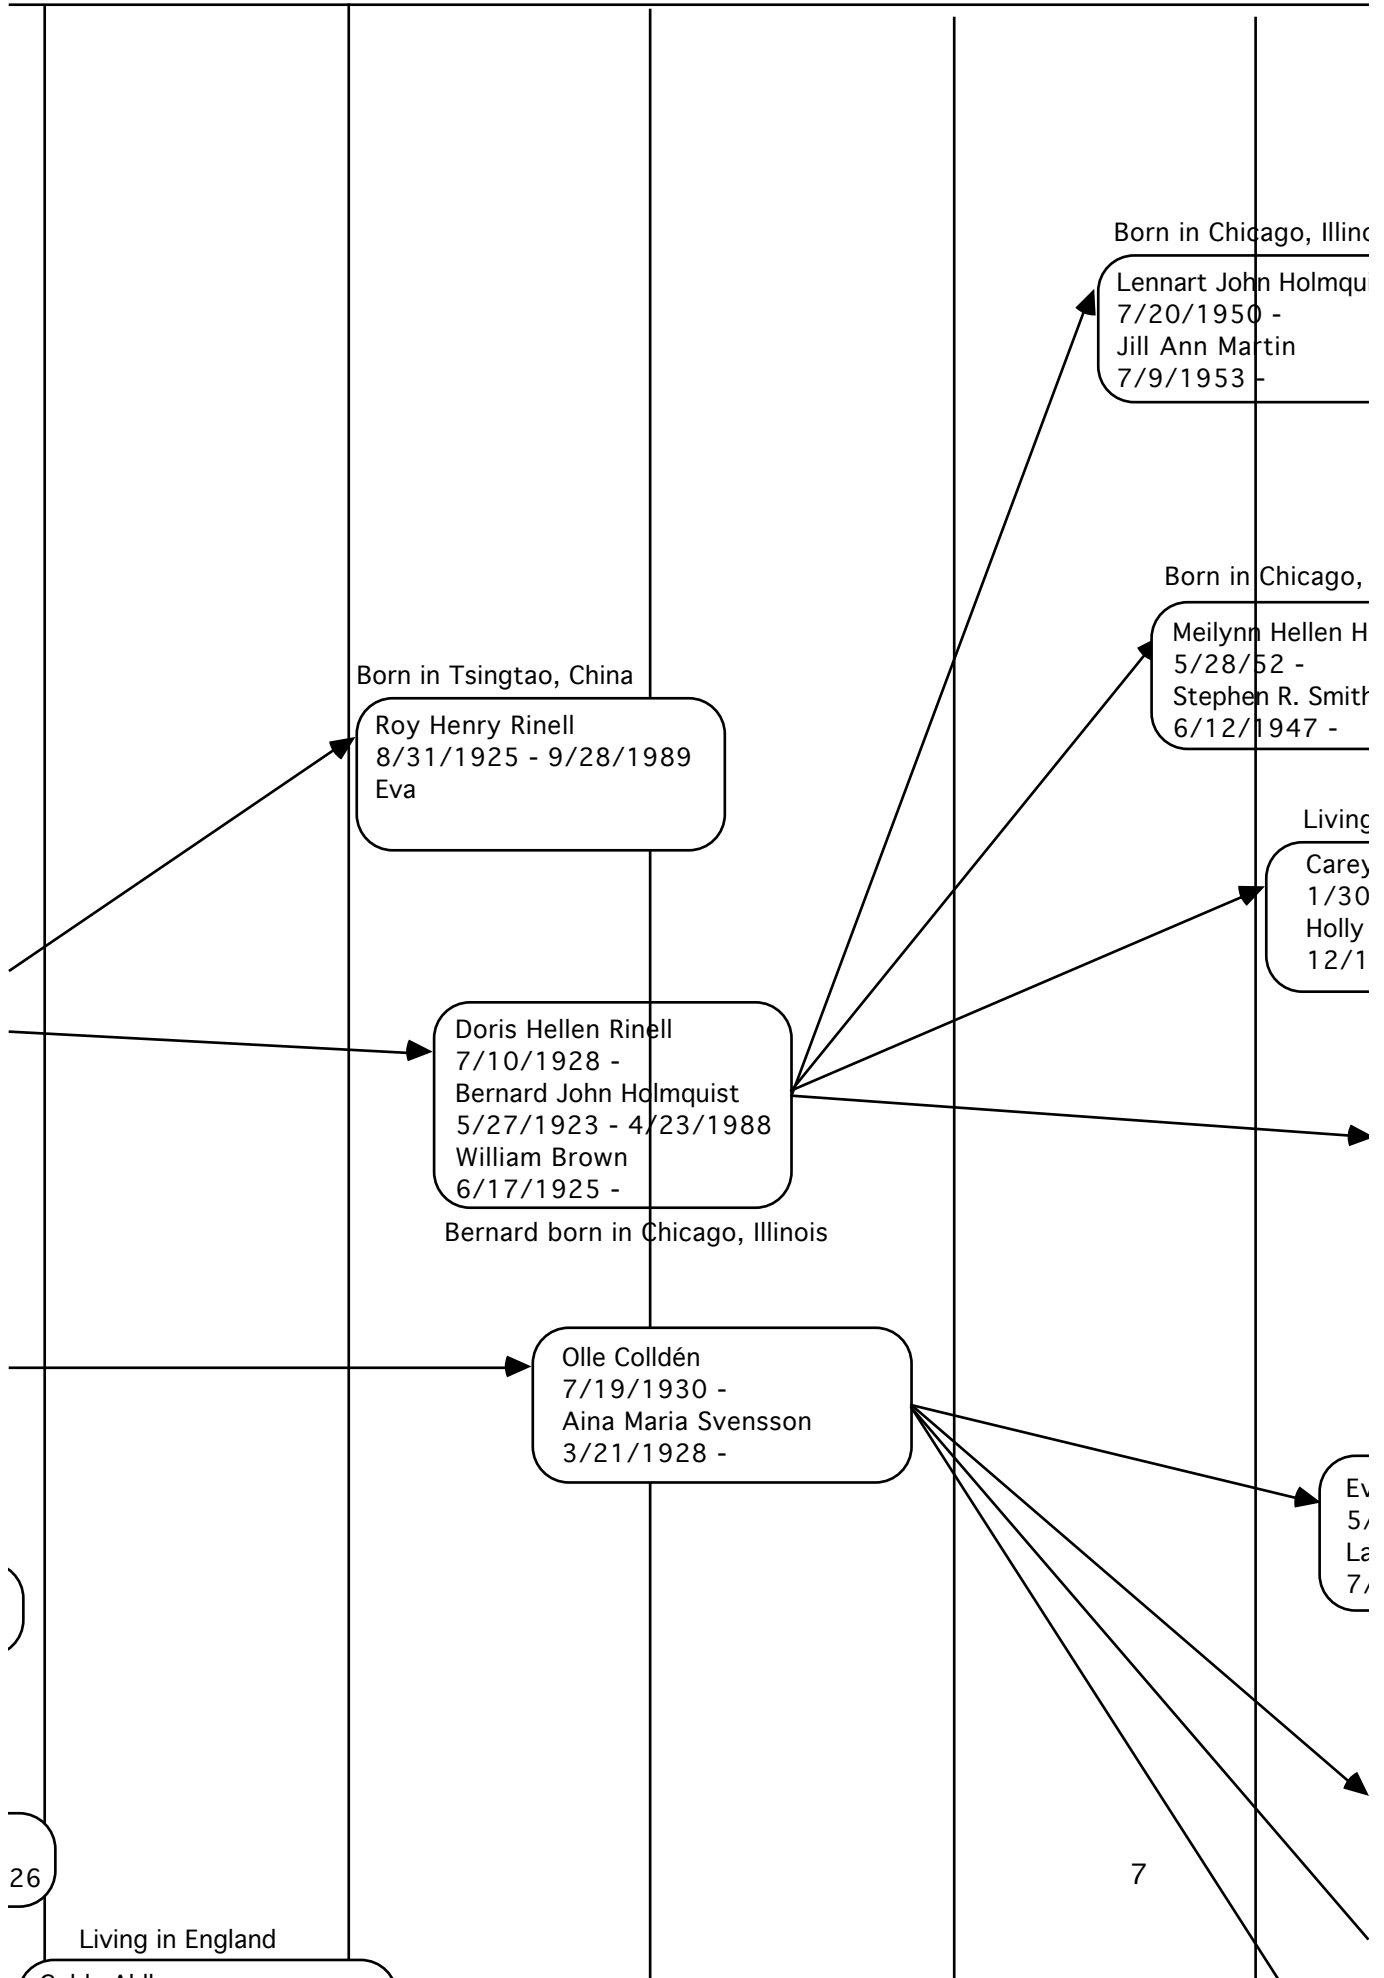 Born in Chicago,
Lennart John
7/20/1950 -
Jill Ann Martin
7/9/1953 -
Born in Chicago,
Meilynn Hellen
5/28/52 -
Stephen R.
6/12/1947 -
Born in Tsingtao, China
Roy Henry Rinell
8/31/1925 - 9/28/1989
Eva
Living
Carey
1/30
Holly
12/1
Doris Hellen Rinell
7/10/1928 -
Bernard John Holmquist
5/27/1923 - 4/23/1988
William Brown
6/17/1925 -
Bernard born in Chicago, Illinois
Olle Colldén
7/19/1930 -
Aina Maria Svensson
3/21/1928 -
Ev
5/
La
7/
26
7
Living in England